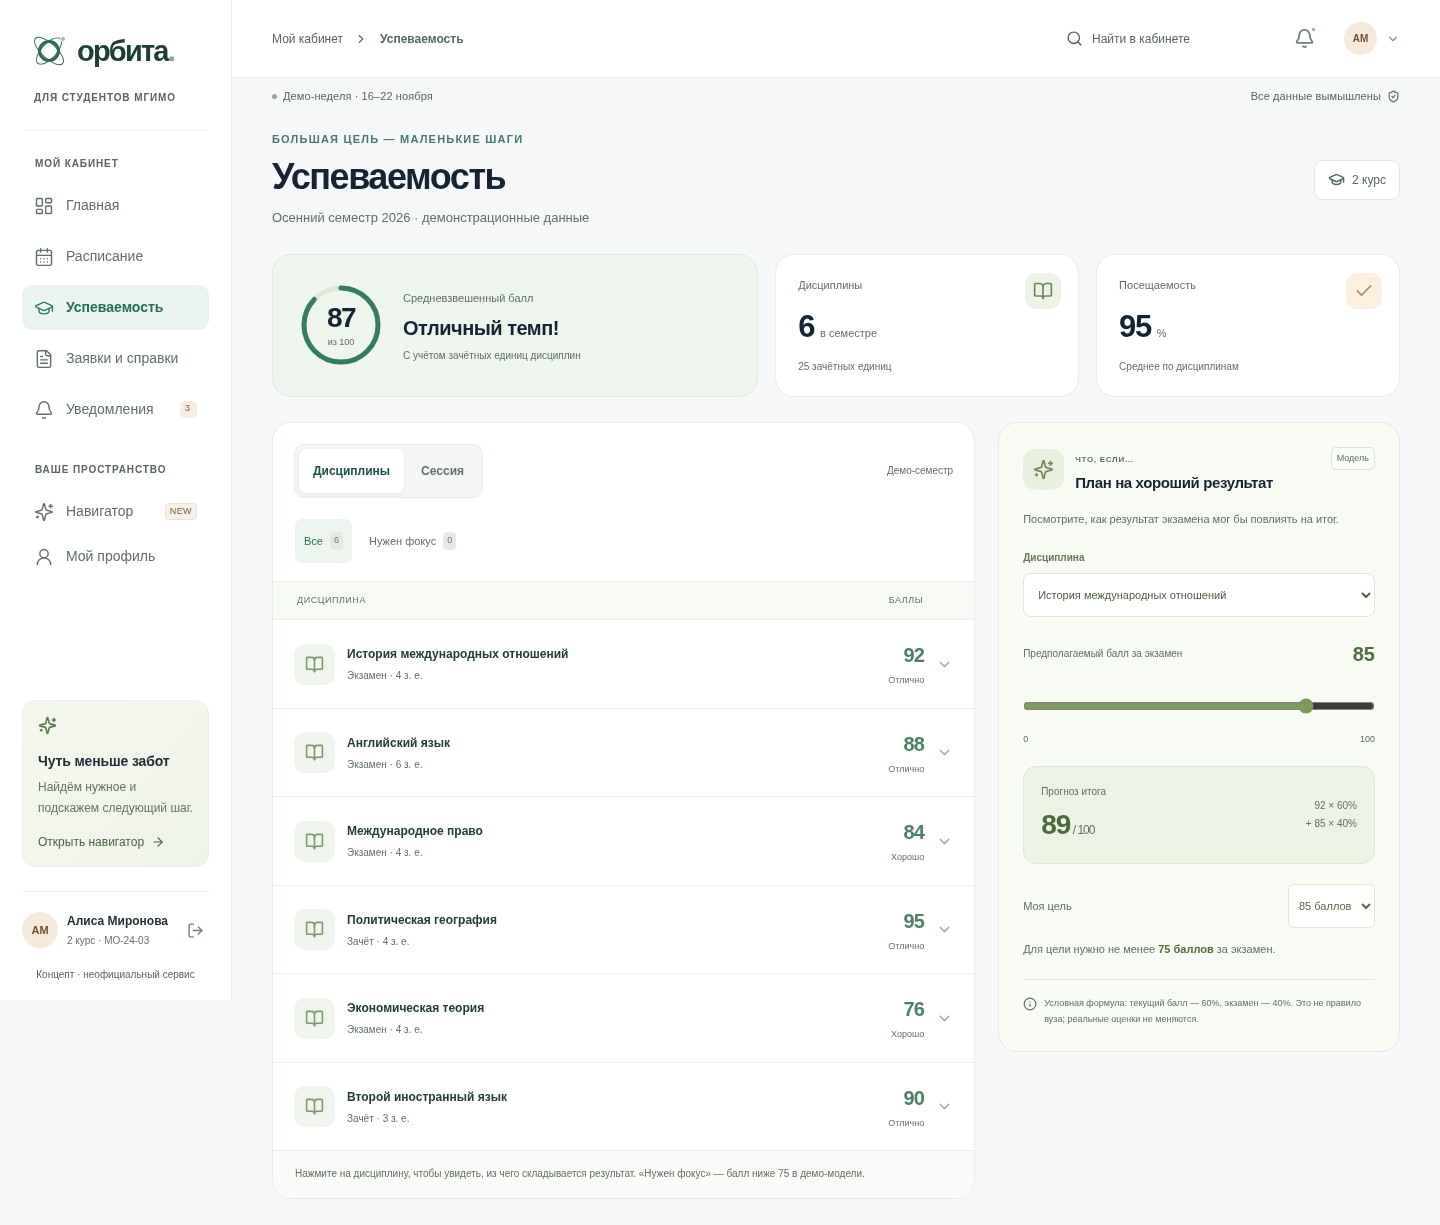 орбита.
ДЛЯ СТУДЕНТОВ МГИМО
МОЙ КАБИНЕТ
Главная
Расписание
Успеваемость
Заявки и справки
Уведомления 3
ВАШЕ ПРОСТРАНСТВО
Навигатор NEW
Мой профиль
Чуть меньше забот
Найдём нужное и
подскажем следующий шаг.
Открыть навигатор
АМ
Алиса Миронова
2 курс · МО-24-03
Концепт · неофициальный сервис
Мой кабинет Успеваемость
Найти в кабинете
АМ
Демо-неделя · 16–22 ноября
Все данные вымышлены
БОЛЬШАЯ ЦЕЛЬ — МАЛЕНЬКИЕ ШАГИ
Успеваемость
Осенний семестр 2026 · демонстрационные данные
2 курс
87
из 100
Средневзвешенный балл
Отличный темп!
С учётом зачётных единиц дисциплин
Дисциплины
6 в семестре
25 зачётных единиц
Посещаемость
95 %
Среднее по дисциплинам
Дисциплины Сессия
Демо-семестр
Все 6 Нужен фокус 0
ДИСЦИПЛИНА БАЛЛЫ
История международных отношений
Экзамен · 4 з. е.
92
Отлично
Английский язык
Экзамен · 6 з. е.
88
Отлично
Международное право
Экзамен · 4 з. е.
84
Хорошо
Политическая география
Зачёт · 4 з. е.
95
Отлично
Экономическая теория
Экзамен · 4 з. е.
76
Хорошо
Второй иностранный язык
Зачёт · 3 з. е.
90
Отлично
Нажмите на дисциплину, чтобы увидеть, из чего складывается результат. «Нужен фокус» — балл ниже 75 в демо-модели.
ЧТО, ЕСЛИ…
План на хороший результат
Модель
Посмотрите, как результат экзамена мог бы повлиять на итог.
Дисциплина
История международных отношений
Предполагаемый балл за экзамен 85
0 100
Прогноз итога
89 / 100
92 × 60%
+ 85 × 40%
Моя цель 85 баллов
Для цели нужно не менее 75 баллов за экзамен.
Условная формула: текущий балл — 60%, экзамен — 40%. Это не правило
вуза; реальные оценки не меняются.